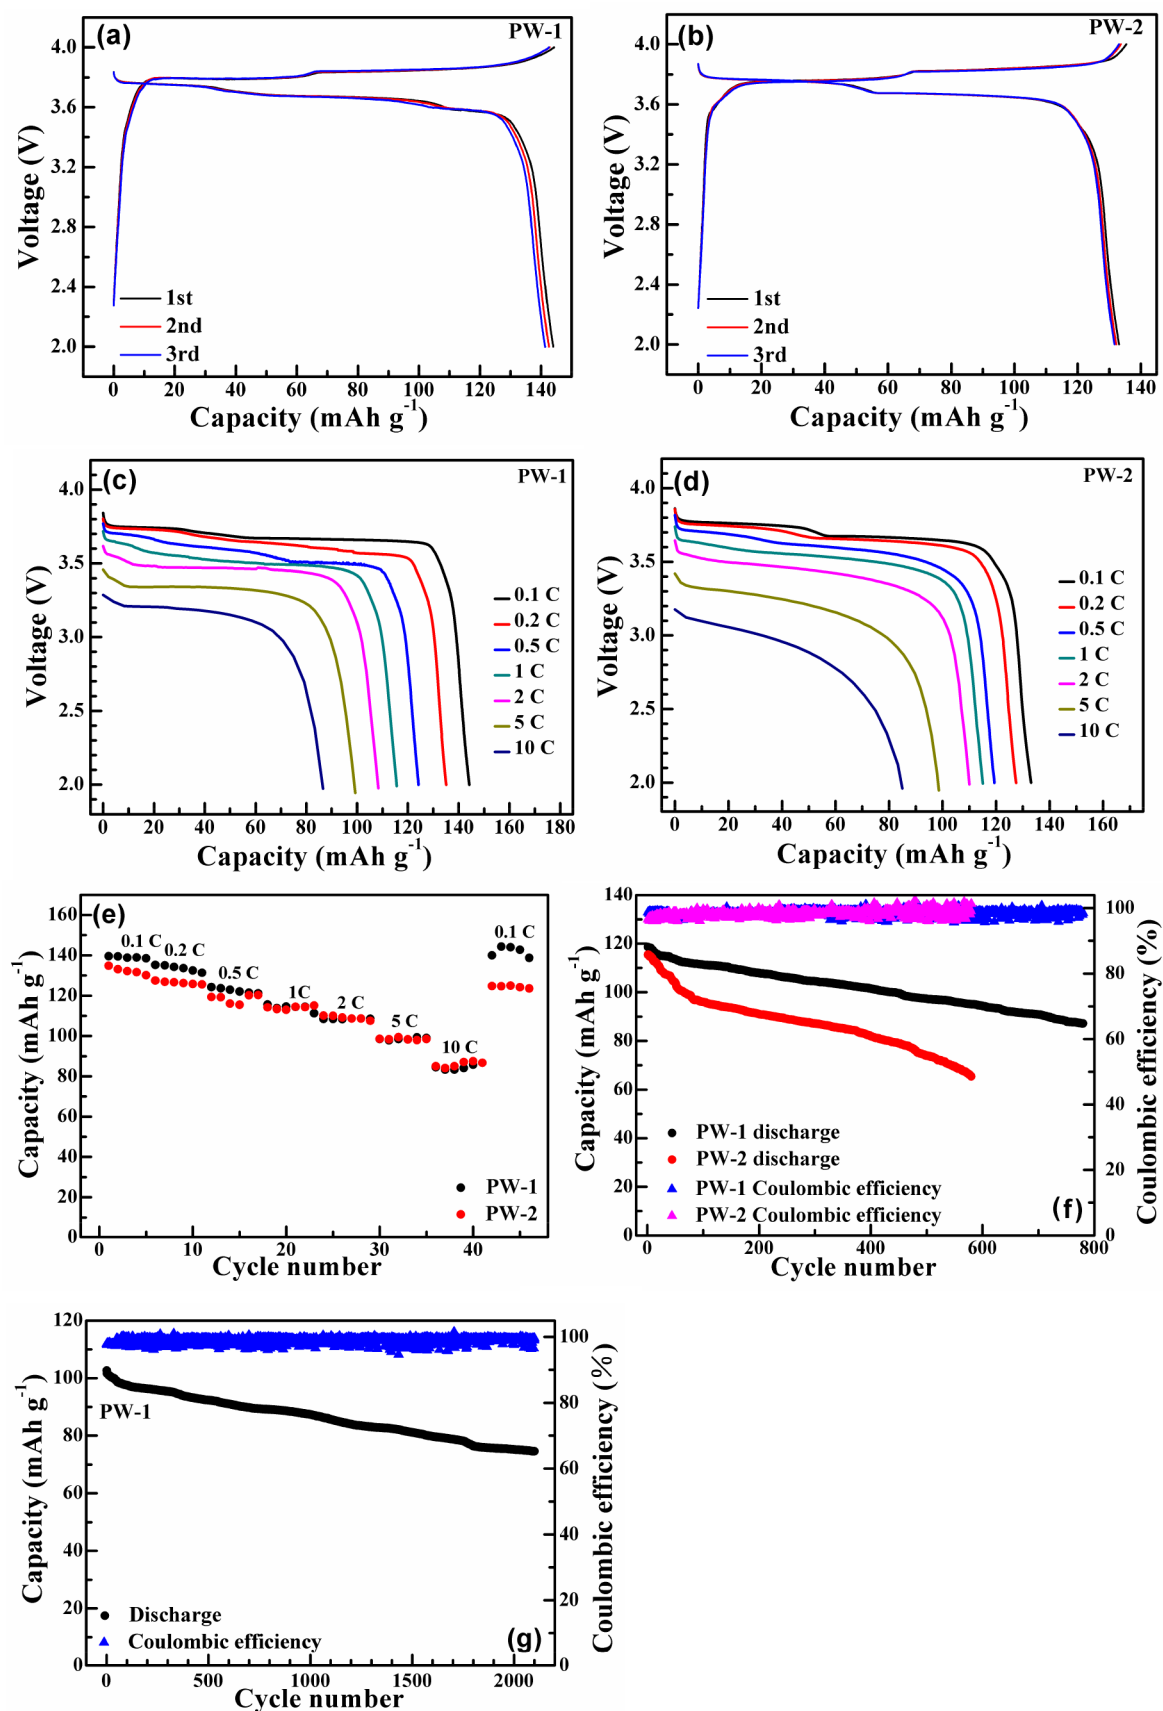 (a) PW-1
4.0
3.6
3.2
2.8
2.4
2.0
Voltage (V)
1st
2nd
3rd
0 20 40 60 80 100 120 140
Capacity (mAh g-1)
(b) PW-2
4.0
3.6
3.2
2.8
2.4
2.0
Voltage (V)
1st
2nd
3rd
0 20 40 60 80 100 120 140
Capacity (mAh g-1)
(c) PW-1
4.0
3.5
3.0
2.5
2.0
Voltage (V)
0.1 C
0.2 C
0.5 C
1 C
2 C
5 C
10 C
0 20 40 60 80 100 120 140 160 180
Capacity (mAh g-1)
(d) PW-2
4.0
3.5
3.0
2.5
2.0
Voltage (V)
0.1 C
0.2 C
0.5 C
1 C
2 C
5 C
10 C
0 20 40 60 80 100 120 140 160
Capacity (mAh g-1)
(e)
160
140
120
100
80
60
40
20
0
Capacity (mAh g-1)
0.1 C
0.2 C
0.5 C
1C
2 C
5 C
10 C
0.1 C
PW-1
PW-2
0 10 20 30 40
Cycle number
140
120
100
80
60
40
20
0
Capacity (mAh g-1)
100
80
60
40
20
0
Coulombic efficiency (%)
PW-1 discharge
PW-2 discharge
PW-1 Coulombic efficiency
PW-2 Coulombic efficiency
(f)
0 200 400 600 800
Cycle number
120
100
80
60
40
20
0
Capacity (mAh g-1)
100
80
60
40
20
0
Coulombic efficiency (%)
PW-1
Discharge
Coulombic efficiency
(g)
0 500 1000 1500 2000
Cycle number